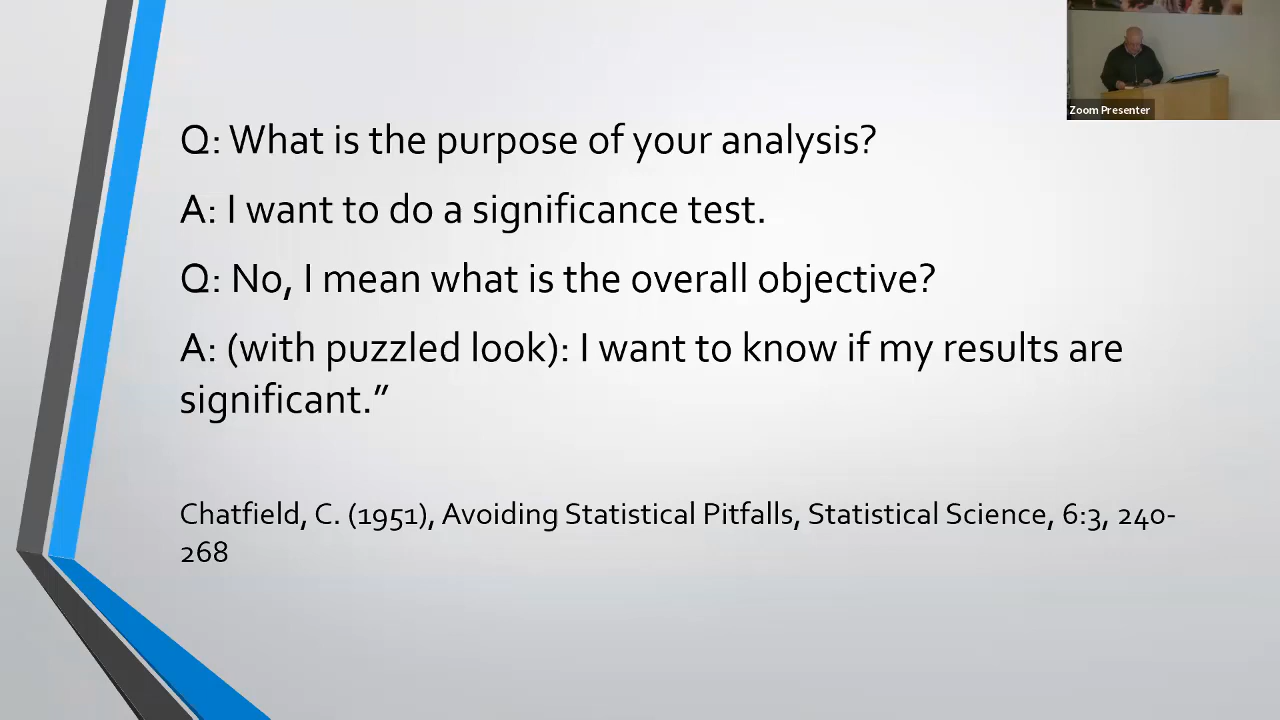 Zoom Presenter
Q: What is the purpose of your analysis?
A: I want to do a significance test.
Q: No, I mean what is the overall objective?
A: (with puzzled look): I want to know if my results are
significant.”
Chatfield, C. (1951), Avoiding Statistical Pitfalls, Statistical Science, 6:3, 240-
268